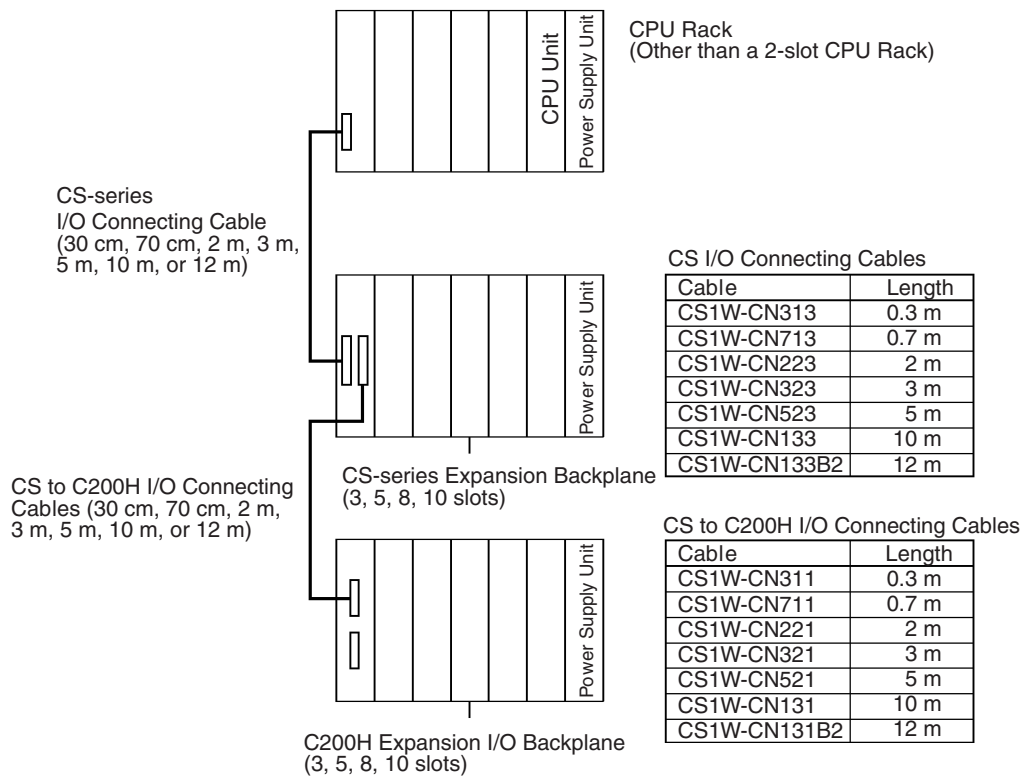 CPU Rack
(Other than a 2-slot CPU Rack)
CPU Unit
Power Supply Unit
CS-series
I/O Connecting Cable
(30 cm, 70 cm, 2 m, 3 m,
5 m, 10 m, or 12 m)
Power Supply Unit
CS I/O Connecting Cables
Cable Length
CS1W-CN313 0.3 m
CS1W-CN713 0.7 m
CS1W-CN223 2 m
CS1W-CN323 3 m
CS1W-CN523 5 m
CS1W-CN133 10 m
CS1W-CN133B2 12 m
CS-series Expansion Backplane
(3, 5, 8, 10 slots)
CS to C200H I/O Connecting
Cables (30 cm, 70 cm, 2 m,
3 m, 5 m, 10 m, or 12 m)
Power Supply Unit
CS to C200H I/O Connecting Cables
Cable Length
CS1W-CN311 0.3 m
CS1W-CN711 0.7 m
CS1W-CN221 2 m
CS1W-CN321 3 m
CS1W-CN521 5 m
CS1W-CN131 10 m
CS1W-CN131B2 12 m
C200H Expansion I/O Backplane
(3, 5, 8, 10 slots)